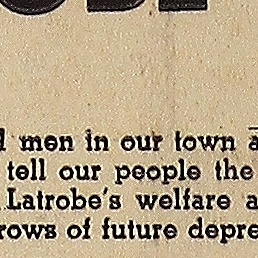 men in our town
tell our people the
Latrobe's welfare
rows of future depre